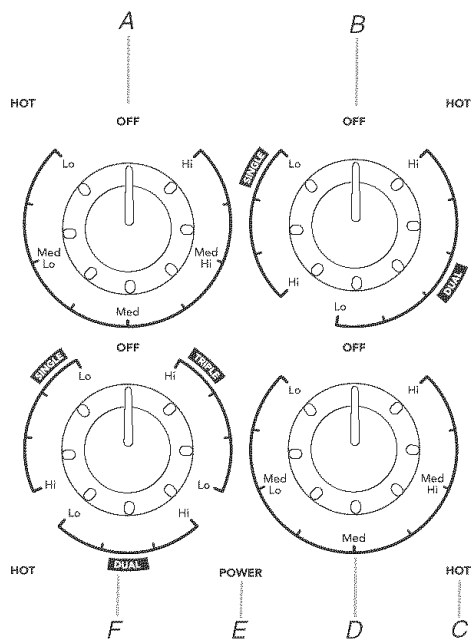 A B
HOT HOT
OFF OFF
Lo Hi SINGLE Lo Hi
Med Lo Med Hi Hi DUAL
Med Lo
OFF OFF
SINGLE Lo Hi TRIPLE Lo Hi
Hi Lo Med Lo Med Hi
Lo Hi Med
DUAL
HOT POWER HOT
F E D C